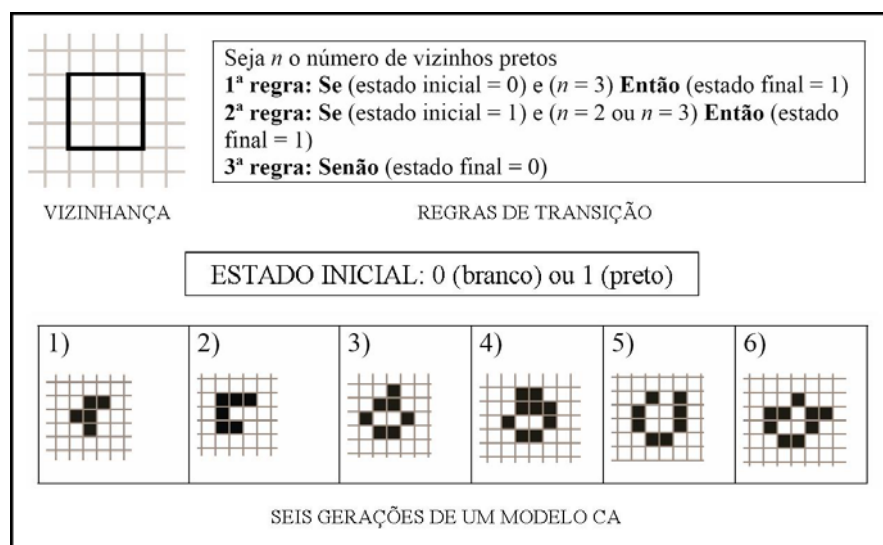 Seja n o número de vizinhos pretos
1ª regra: Se (estado inicial = 0) e (n = 3) Então (estado final = 1)
2ª regra: Se (estado inicial = 1) e (n = 2 ou n = 3) Então (estado
final = 1)
3ª regra: Senão (estado final = 0)
VIZINHANÇA
REGRAS DE TRANSIÇÃO
ESTADO INICIAL: 0 (branco) ou 1 (preto)
1)
2)
3)
4)
5)
6)
SEIS GERAÇÕES DE UM MODELO CA